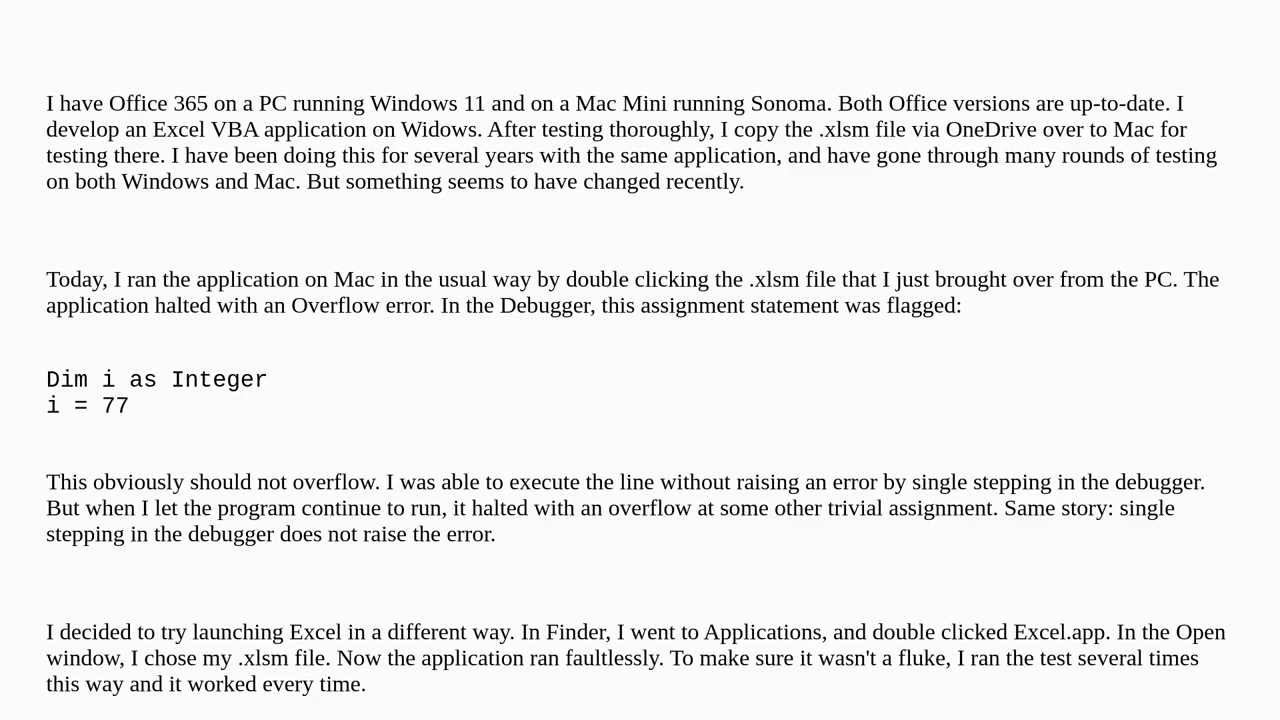 I have Office 365 on a PC running Windows 11 and on a Mac Mini running Sonoma. Both Office versions are up-to-date. I
develop an Excel VBA application on Widows. After testing thoroughly, I copy the .xlsm file via OneDrive over to Mac for
testing there. I have been doing this for several years with the same application, and have gone through many rounds of testing
on both Windows and Mac. But something seems to have changed recently.
Today, I ran the application on Mac in the usual way by double clicking the .xlsm file that I just brought over from the PC. The
application halted with an Overflow error. In the Debugger, this assignment statement was flagged:
Dim i as Integer
i = 77
This obviously should not overflow. I was able to execute the line without raising an error by single stepping in the debugger.
But when I let the program continue to run, it halted with an overflow at some other trivial assignment. Same story: single
stepping in the debugger does not raise the error.
I decided to try launching Excel in a different way. In Finder, I went to Applications, and double clicked Excel.app. In the Open
window, I chose my .xlsm file. Now the application ran faultlessly. To make sure it wasn't a fluke, I ran the test several times
this way and it worked every time.